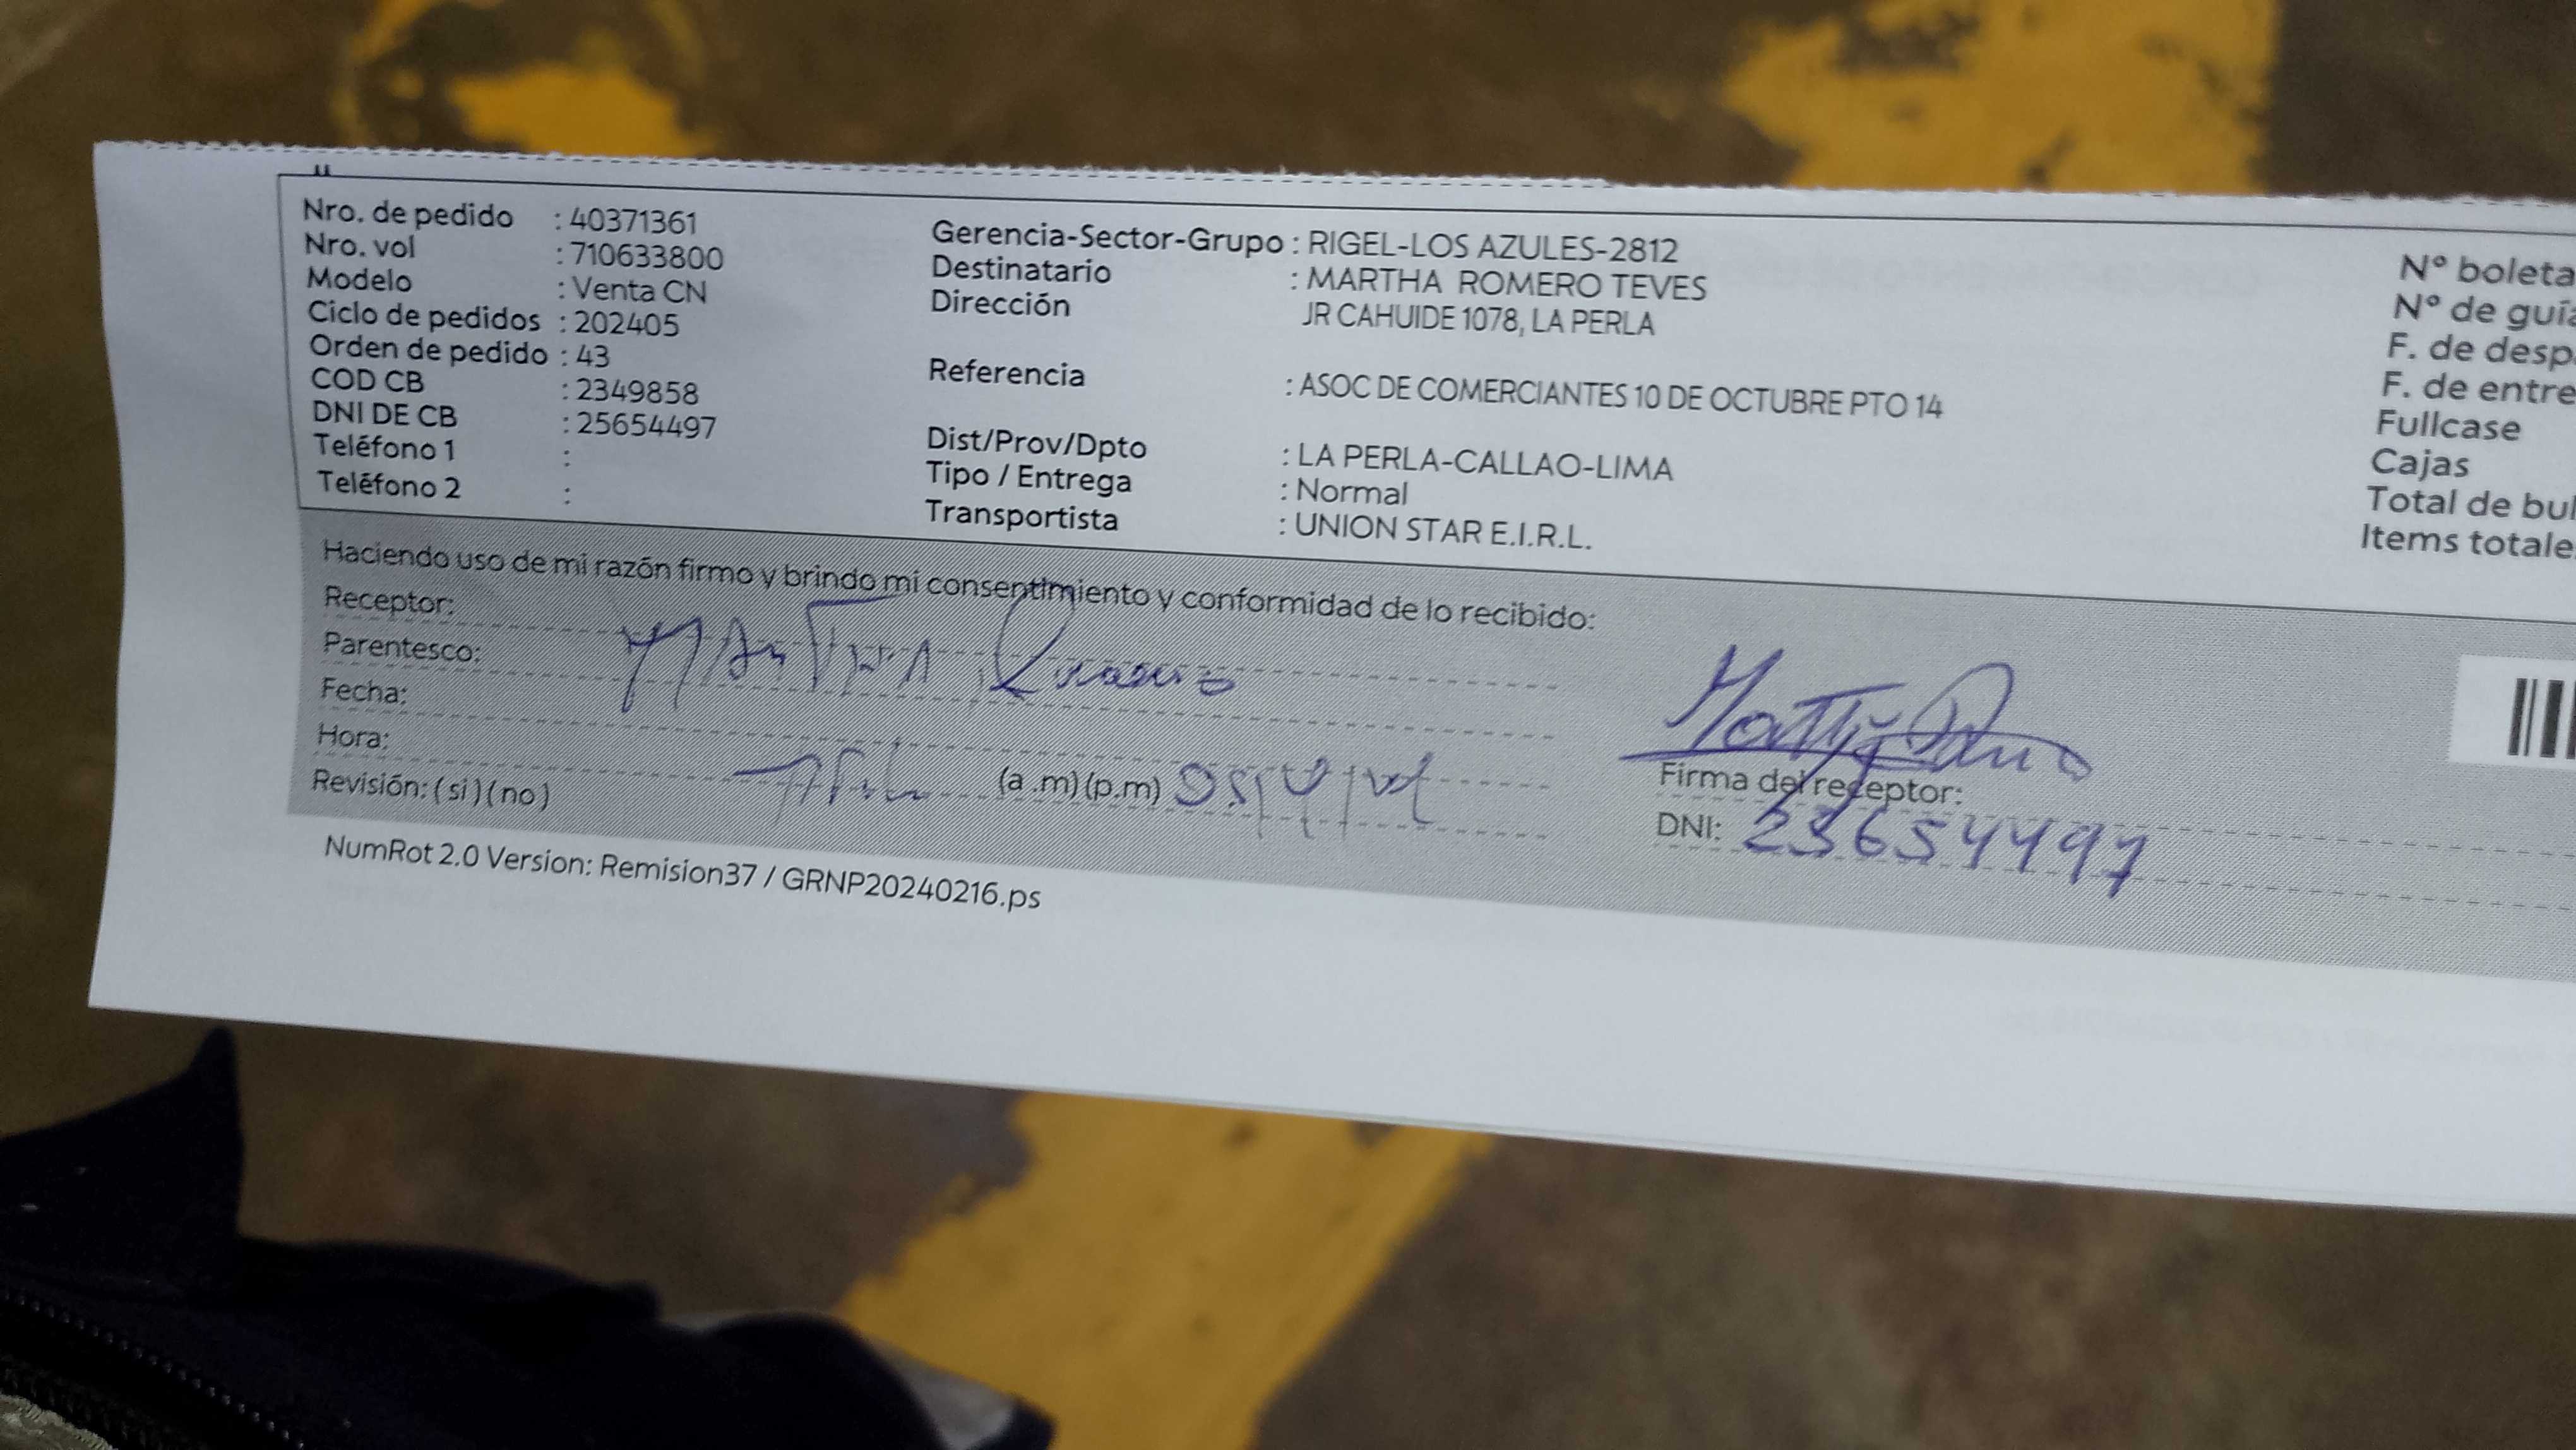 Nro. de pedido : 40371361
Nro. vol : 710633800
Modelo : Venta CN
Ciclo de pedidos : 202405
Orden de pedido : 43
COD CB : 2349858
DNI DE CB : 25654497
Teléfono 1 :
Teléfono 2 :
Gerencia-Sector-Grupo : RIGEL-LOS AZULES-2812
Destinatario : MARTHA ROMERO TEVES
Dirección JR CAHUIDE 1078, LA PERLA
Referencia : ASOC DE COMERCIANTES 10 DE OCTUBRE PTO 14
Dist/Prov/Dpto : LA PERLA-CALLAO-LIMA
Tipo / Entrega : Normal
Transportista : UNION STAR E.I.R.L.
Nº boleta
Nº de guía
F. de desp
F. de entre
Fullcase
Cajas
Total de bul
Items totale
Haciendo uso de mi razón firmo y brindo mi consentimiento y conformidad de lo recibido:
Receptor:
Parentesco:
Fecha:
Hora: (a.m)(p.m)
Revisión: (si)(no)
Firma del receptor:
DNI: 25654497
NumRot 2.0 Version: Remision37 / GRNP20240216.ps